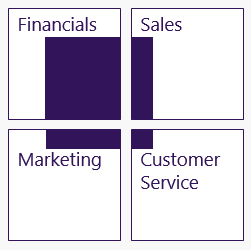 Financials
Sales
Marketing
Customer
Service